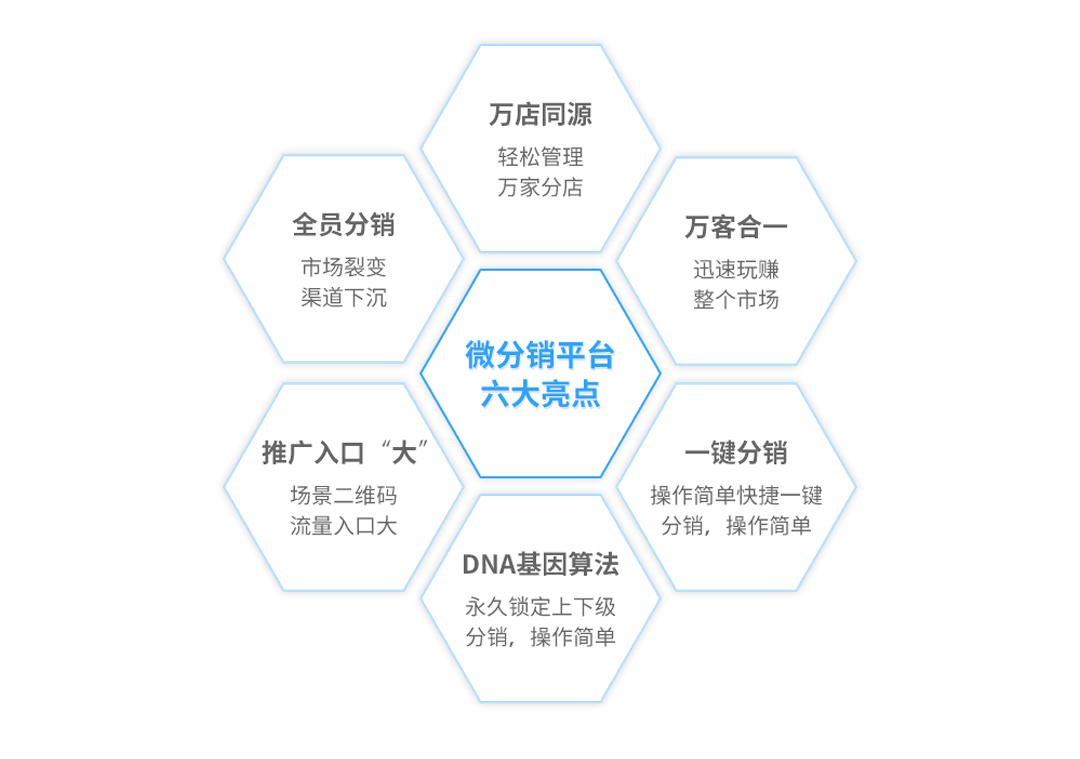 万店同源
轻松管理
万家分店
全员分销
市场裂变
渠道下沉
万客合一
迅速玩赚
整个市场
微分销平台
六大亮点
推广入口“大”
场景二维码
流量入口大
一键分销
操作简单快捷一键
分销，操作简单
DNA基因算法
永久锁定上下级
分销，操作简单